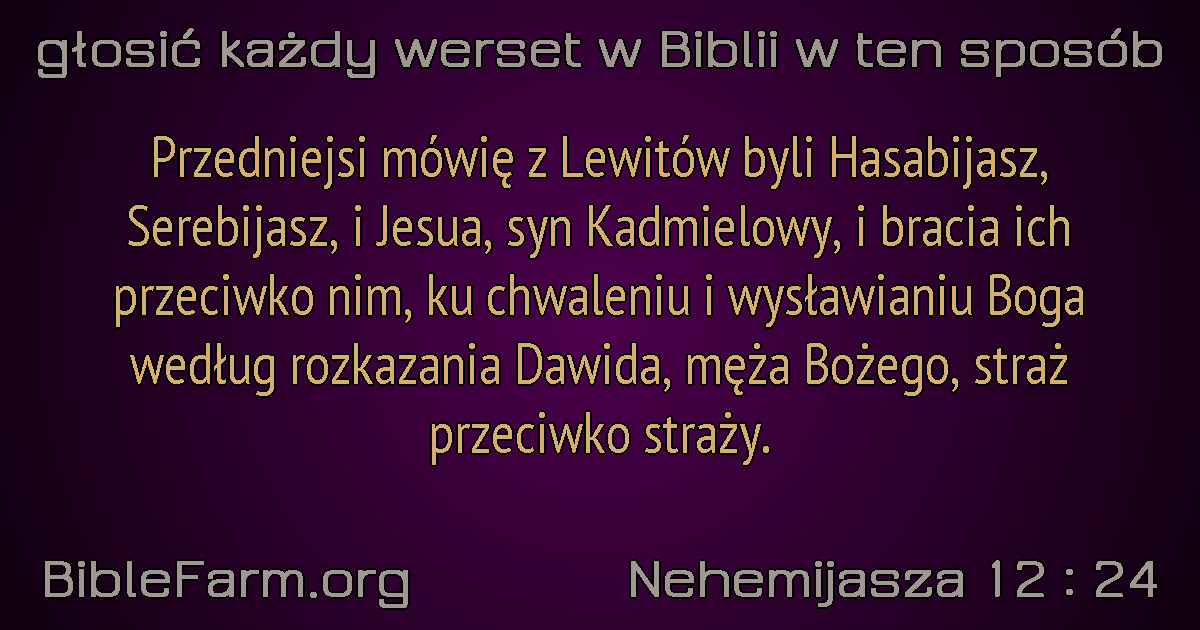 głosić każdy werset w Biblii w ten sposób
Przedniejsi mówię z Lewitów byli Hasabijasz,
Serebijasz, i Jesua, syn Kadmielowy, i bracia ich
przeciwko nim, ku chwaleniu i wysławianiu Boga
według rozkazania Dawida, męża Bożego, straż
przeciwko straży.
BibleFarm.org
Nehemijasza 12 : 24